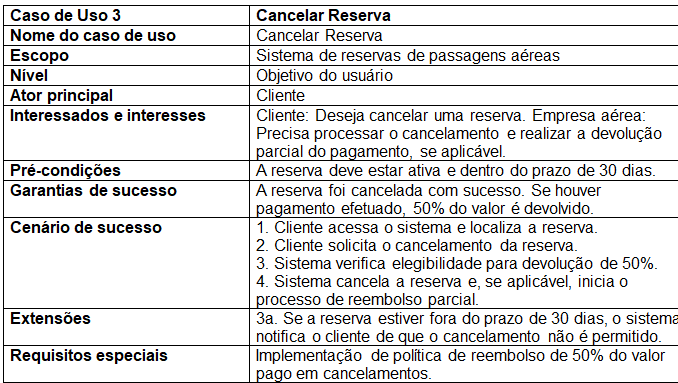 Caso de Uso 3 Cancelar Reserva
Nome do caso de uso Cancelar Reserva
Escopo Sistema de reservas de passagens aéreas
Nível Objetivo do usuário
Ator principal Cliente
Interessados e interesses Cliente: Deseja cancelar uma reserva. Empresa aérea:
Precisa processar o cancelamento e realizar a devolução
parcial do pagamento, se aplicável.
Pré-condições A reserva deve estar ativa e dentro do prazo de 30 dias.
Garantias de sucesso A reserva foi cancelada com sucesso. Se houver
pagamento efetuado, 50% do valor é devolvido.
Cenário de sucesso 1. Cliente acessa o sistema e localiza a reserva.
2. Cliente solicita o cancelamento da reserva.
3. Sistema verifica elegibilidade para devolução de 50%.
4. Sistema cancela a reserva e, se aplicável, inicia o
processo de reembolso parcial.
Extensões 3a. Se a reserva estiver fora do prazo de 30 dias, o sistema
notifica o cliente de que o cancelamento não é permitido.
Requisitos especiais Implementação de política de reembolso de 50% do valor
pago em cancelamentos.